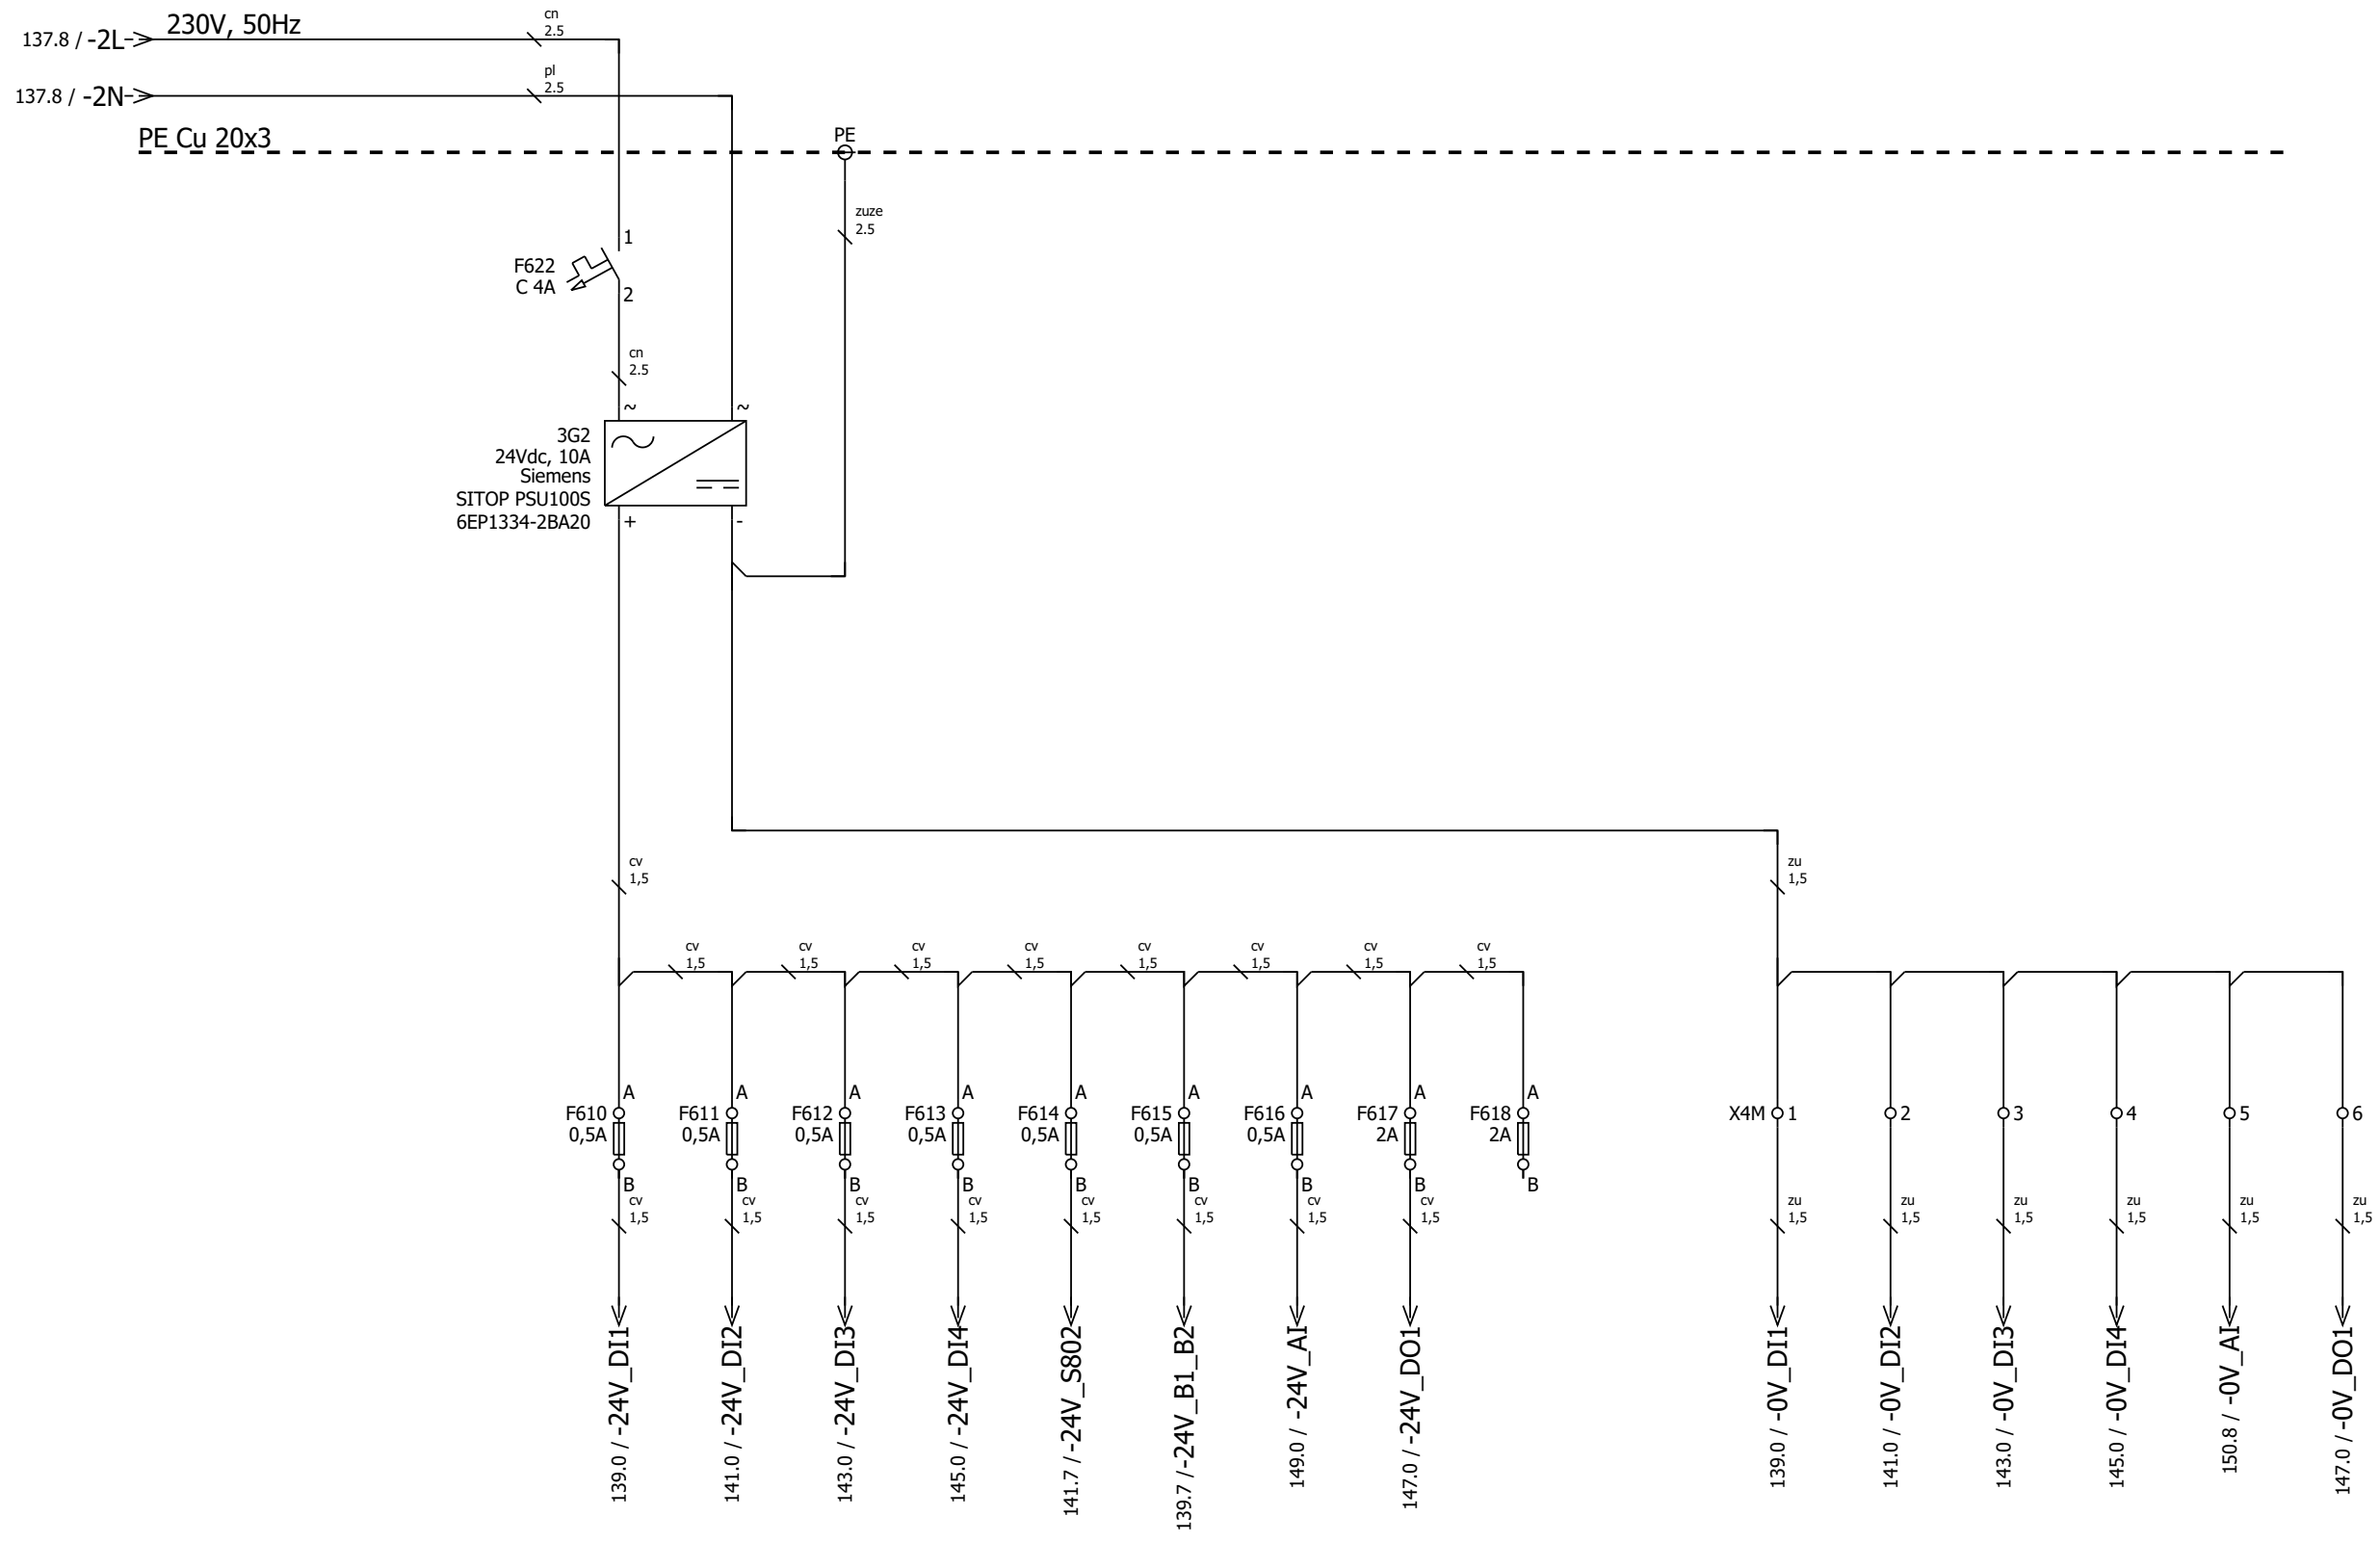 137.8 / -2L
230V, 50Hz
cn
2.5
137.8 / -2N
pl
2.5
PE Cu 20x3
PE
zuze
2.5
1
F622
C 4A
2
cn
2.5
~ ~
3G2
24Vdc, 10A
Siemens
SITOP PSU100S
6EP1334-2BA20
+ -
cv
1,5
zu
1,5
cv cv cv cv cv cv cv cv
1,5 1,5 1,5 1,5 1,5 1,5 1,5 1,5
A A A A A A A A A
F610 F611 F612 F613 F614 F615 F616 F617 F618 X4M 1 2 3 4 5 6
0,5A 0,5A 0,5A 0,5A 0,5A 0,5A 0,5A 2A 2A
B B B B B B B B B
cv cv cv cv cv cv cv cv zu zu zu zu zu zu
1,5 1,5 1,5 1,5 1,5 1,5 1,5 1,5 1,5 1,5 1,5 1,5 1,5 1,5
139.0 / -24V_DI1
141.0 / -24V_DI2
143.0 / -24V_DI3
145.0 / -24V_DI4
141.7 / -24V_S802
139.7 / -24V_B1_B2
149.0 / -24V_AI
147.0 / -24V_DO1
139.0 / -0V_DI1
141.0 / -0V_DI2
143.0 / -0V_DI3
145.0 / -0V_DI4
150.8 / -0V_AI
147.0 / -0V_DO1